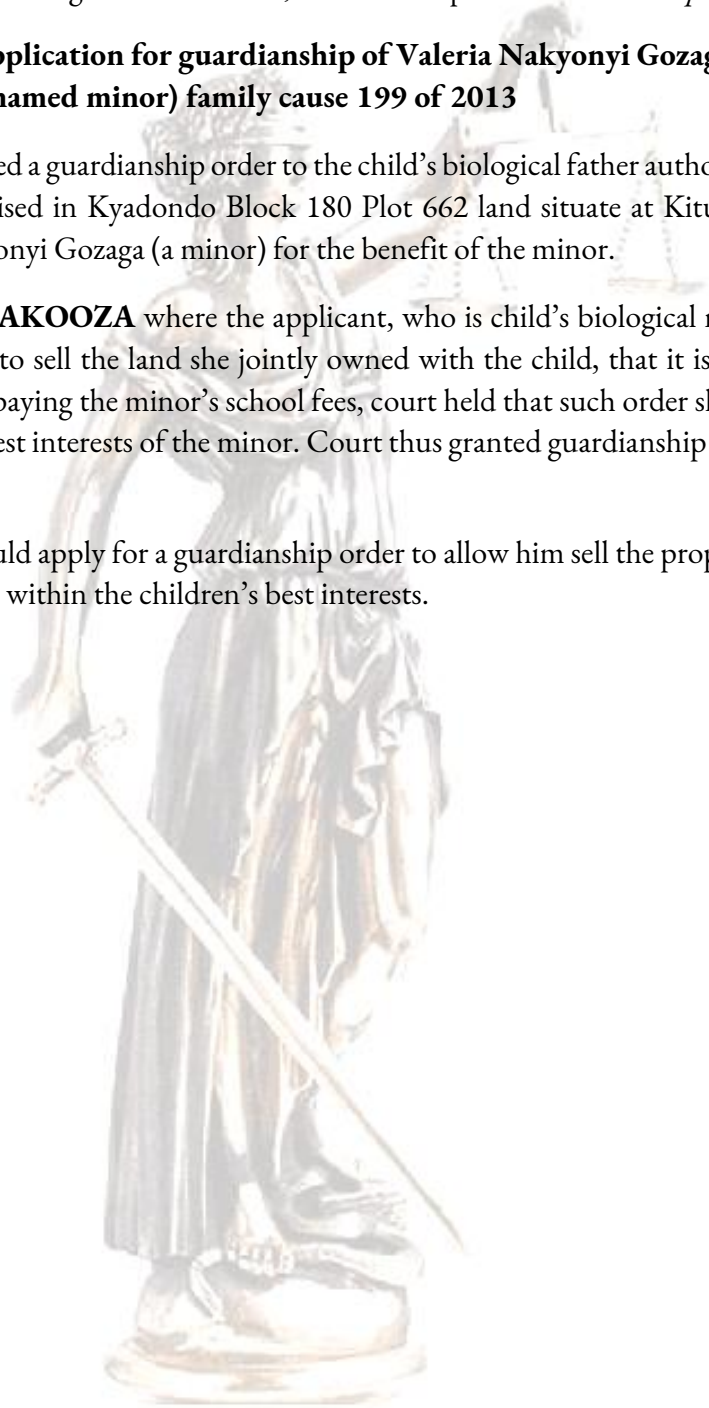 pplication for guardianship of Valeria Nakyonyi Gozag
named minor) family cause 199 of 2013
ed a guardianship order to the child’s biological father autho
ised in Kyadondo Block 180 Plot 662 land situate at Kitu
onyi Gozaga (a minor) for the benefit of the minor.
AKOOZA where the applicant, who is child’s biological
to sell the land she jointly owned with the child, that it is
paying the minor’s school fees, court held that such order sh
est interests of the minor. Court thus granted guardianship
uld apply for a guardianship order to allow him sell the prop
within the children’s best interests.